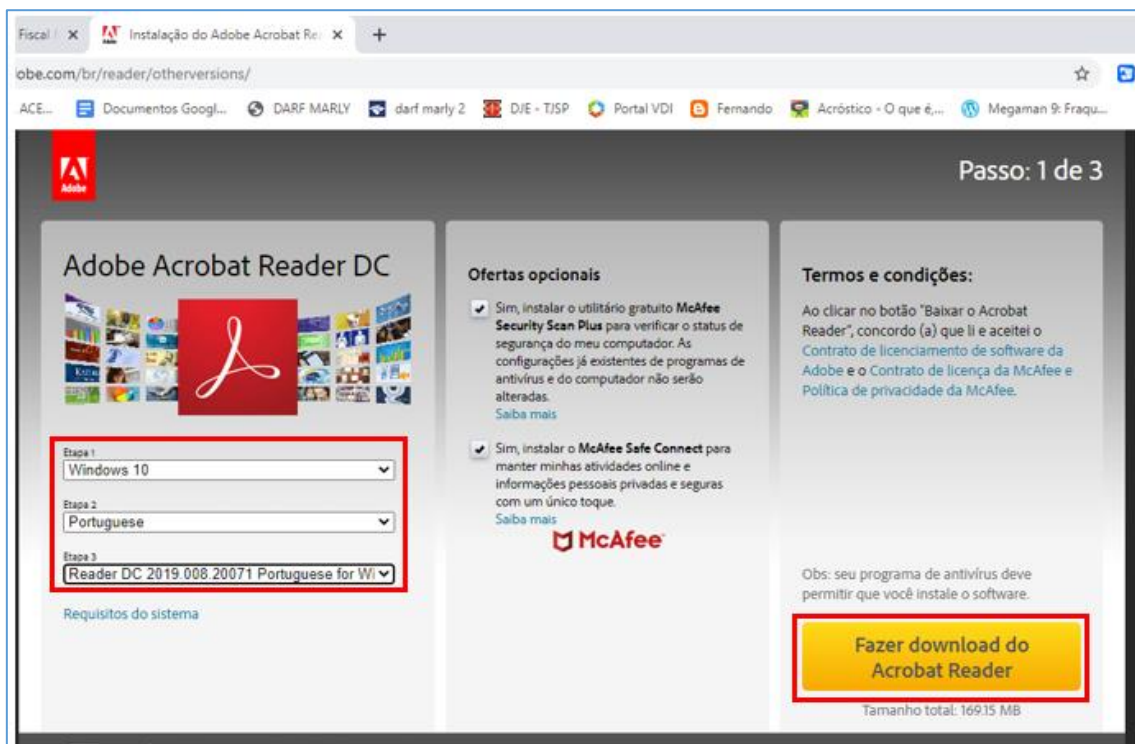 Fiscal
Instalação do Adobe Acrobat Re
obe.com/br/reader/otherversions/
ACE...
Documentos Googl...
DARF MARLY
darf marly 2
DJE - TJSP
Portal VDI
Fernando
Acróstico - O que é,...
Megaman 9: Fraqu...
Adobe
Passo: 1 de 3
Adobe Acrobat Reader DC
Etapa 1
Windows 10
Etapa 2
Portuguese
Etapa 3
Reader DC 2019.008.20071 Portuguese for Wi
Requisitos do sistema
Ofertas opcionais
Sim, instalar o utilitário gratuito McAfee
Security Scan Plus para verificar o status de
segurança do meu computador. As
configurações já existentes de programas de
antivírus e do computador não serão
alteradas.
Saiba mais
Sim, instalar o McAfee Safe Connect para
manter minhas atividades online e
informações pessoais privadas e seguras
com um único toque.
Saiba mais
McAfee
Termos e condições:
Ao clicar no botão "Baixar o Acrobat
Reader", concordo (a) que li e aceitei o
Contrato de licenciamento de software da
Adobe e o Contrato de licença da McAfee e
Política de privacidade da McAfee.
Obs: seu programa de antivírus deve
permitir que você instale o software.
Fazer download do
Acrobat Reader
Tamanho total: 169.15 MB